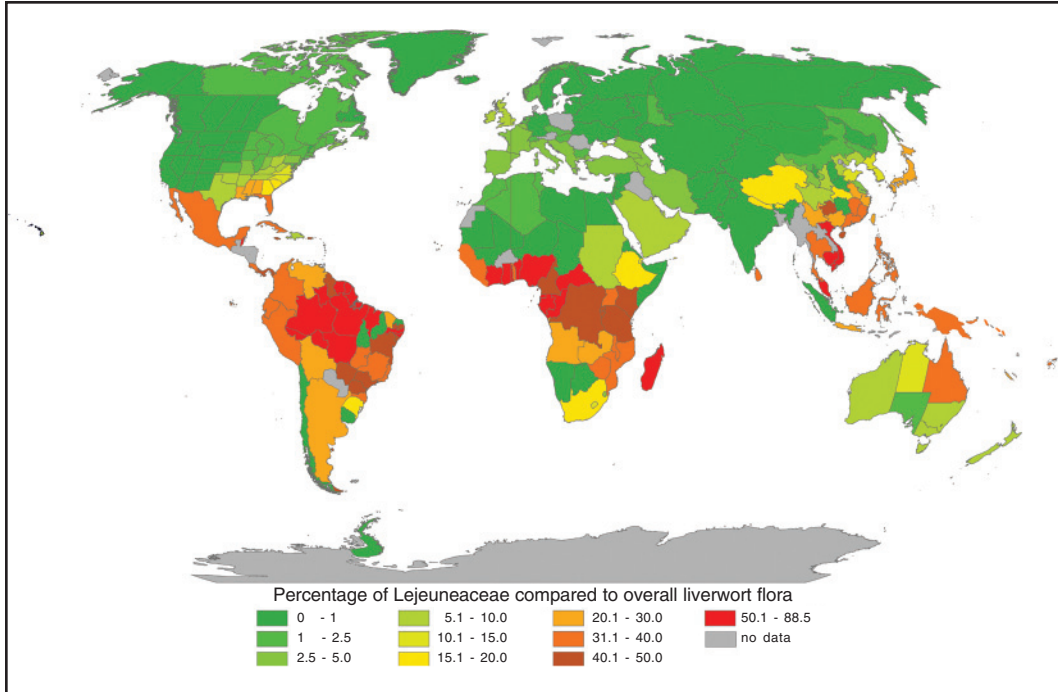 Percentage of Lejeuneaceae compared to overall liverwort flora
0 - 1
1 - 2.5
2.5 - 5.0
5.1 - 10.0
10.1 - 15.0
15.1 - 20.0
20.1 - 30.0
31.1 - 40.0
40.1 - 50.0
50.1 - 88.5
no data